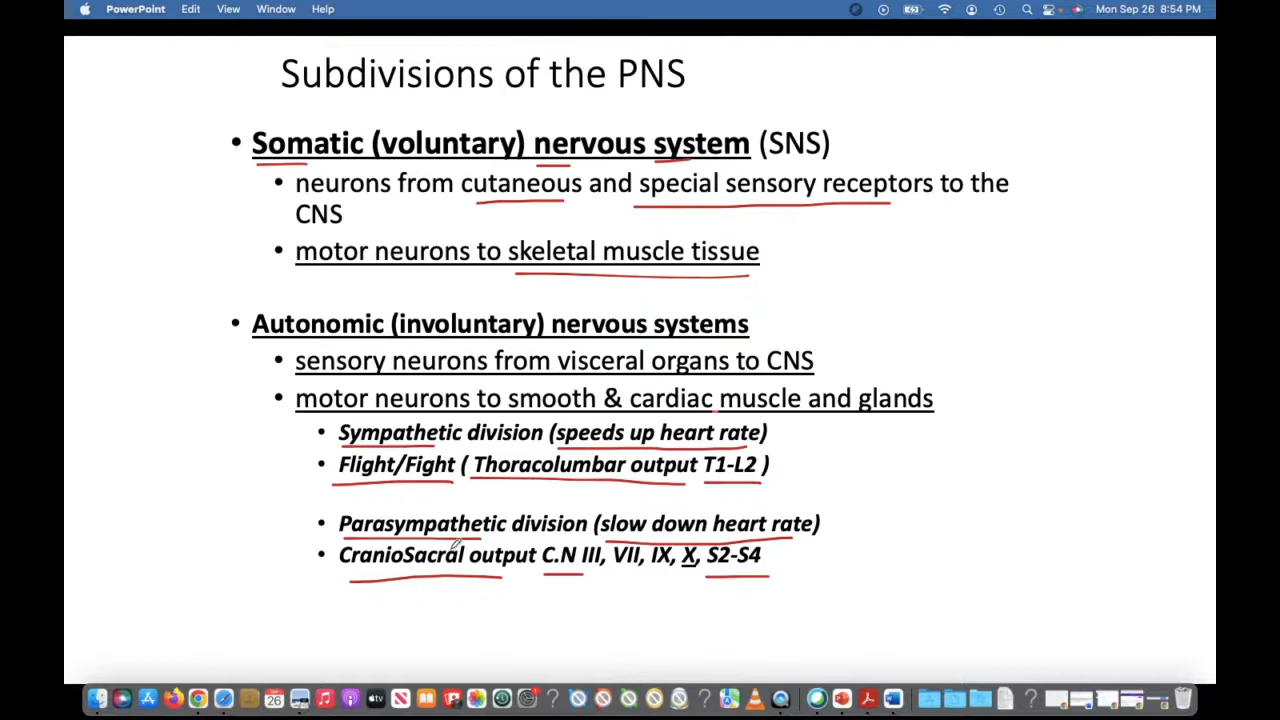 PowerPoint Edit View Window Help Mon Sep 26 8:54 PM
Subdivisions of the PNS
• Somatic (voluntary) nervous system (SNS)
• neurons from cutaneous and special sensory receptors to the
CNS
• motor neurons to skeletal muscle tissue
• Autonomic (involuntary) nervous systems
• sensory neurons from visceral organs to CNS
• motor neurons to smooth & cardiac muscle and glands
• Sympathetic division (speeds up heart rate)
• Flight/Fight ( Thoracolumbar output T1-L2 )
• Parasympathetic division (slow down heart rate)
• CranioSacral output C.N III, VII, IX, X, S2-S4